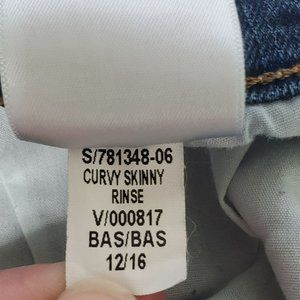 S/781348-06
CURVY SKINNY
RINSE
V/000817
BAS/BAS
12/16